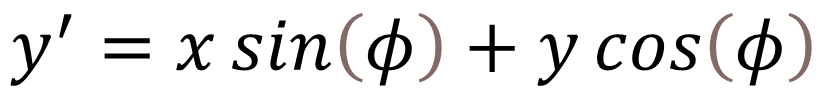 y′ = x sin(ϕ) + y cos(ϕ)